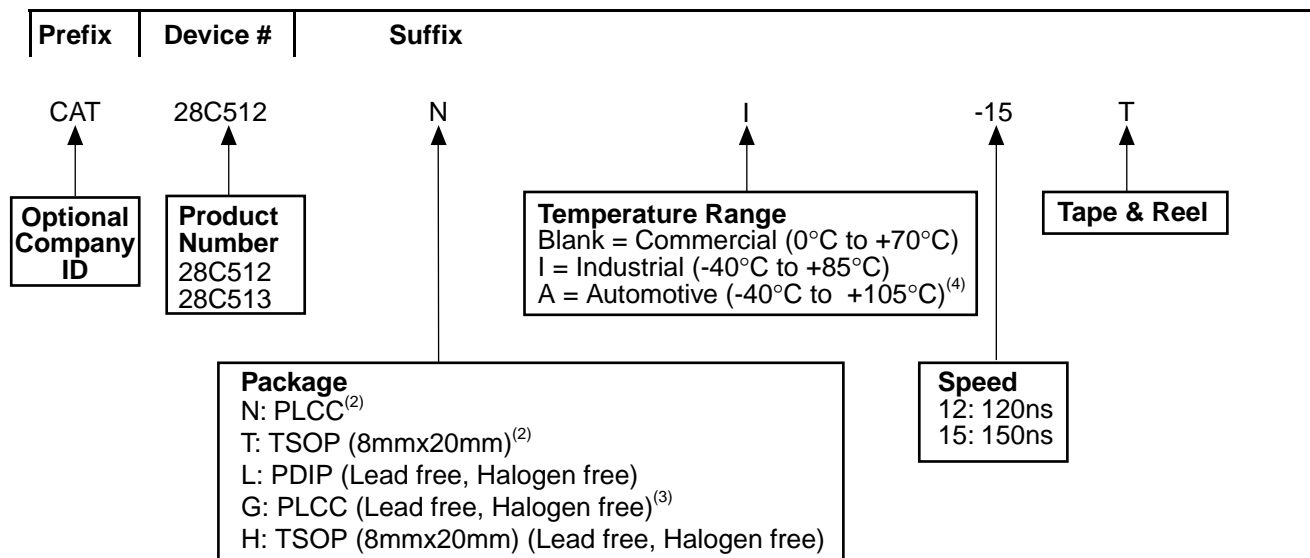 Prefix Device # Suffix
CAT 28C512 N I -15 T
Optional
Company
ID
Product
Number
28C512
28C513
Temperature Range
Blank = Commercial (0°C to +70°C)
I = Industrial (-40°C to +85°C)
A = Automotive (-40°C to +105°C)(4)
Tape & Reel
Package
N: PLCC(2)
T: TSOP (8mmx20mm)(2)
L: PDIP (Lead free, Halogen free)
G: PLCC (Lead free, Halogen free)(3)
H: TSOP (8mmx20mm) (Lead free, Halogen free)
Speed
12: 120ns
15: 150ns